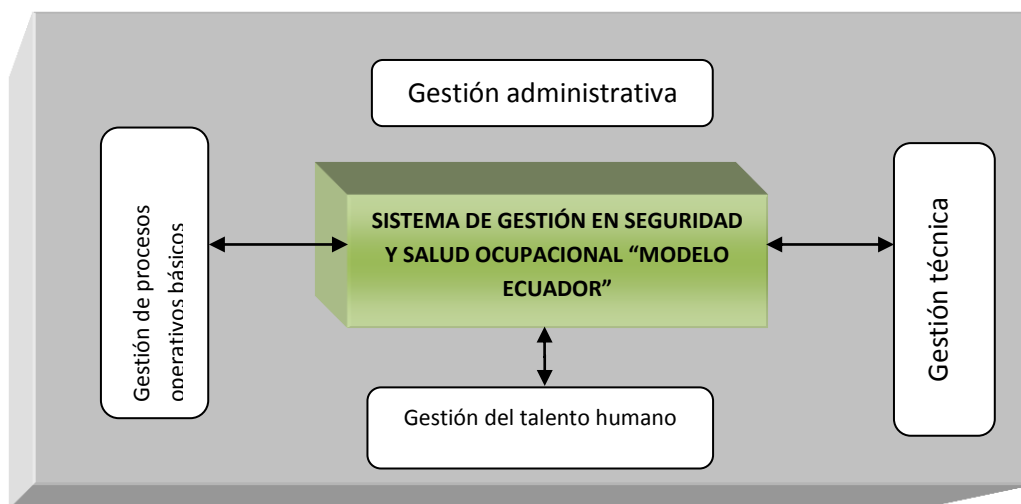 Gestión administrativa
Gestión de procesos
operativos básicos
SISTEMA DE GESTIÓN EN SEGURIDAD
Y SALUD OCUPACIONAL “MODELO
ECUADOR”
Gestión técnica
Gestión del talento humano